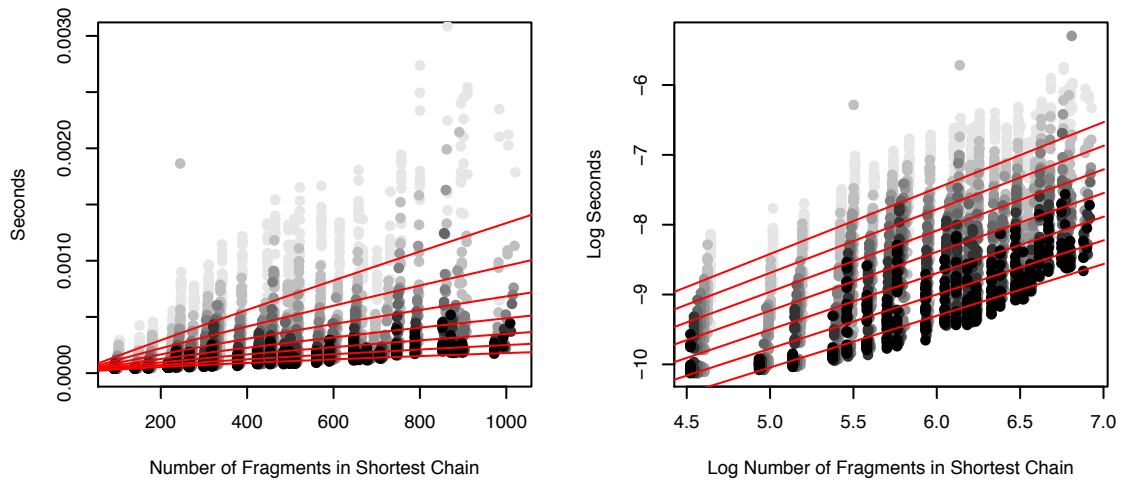 Seconds
0.0030
0.0020
0.0010
0.0000
200 400 600 800 1000
Number of Fragments in Shortest Chain
Log Seconds
−6
−7
−8
−9
−10
4.5 5.0 5.5 6.0 6.5 7.0
Log Number of Fragments in Shortest Chain